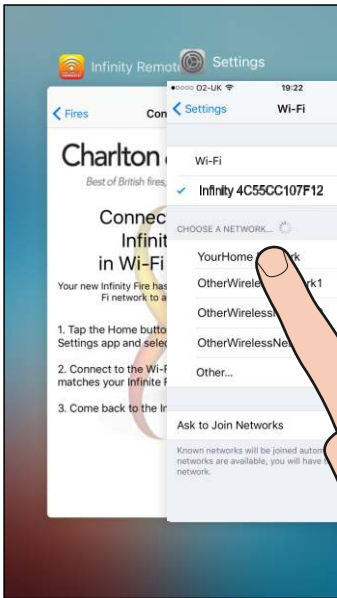 Infinity Remot
Settings
O2-UK 19:22
Settings Wi-Fi
Wi-Fi
Infinity 4C55CC107F12
CHOOSE A NETWORK...
YourHome
OtherWirele rk1
OtherWireless
OtherWirelessNe
Other...
Ask to Join Networks
Known networks will be joined autom
networks are available, you will have
network.
Fires Con
Charlton
Best of British fires,
Connec
Infinit
in Wi-Fi
Your new Infinity Fire has
Fi network to a
1. Tap the Home butto
Settings app and selec
2. Connect to the Wi-F
matches your Infinite F
3. Come back to the In